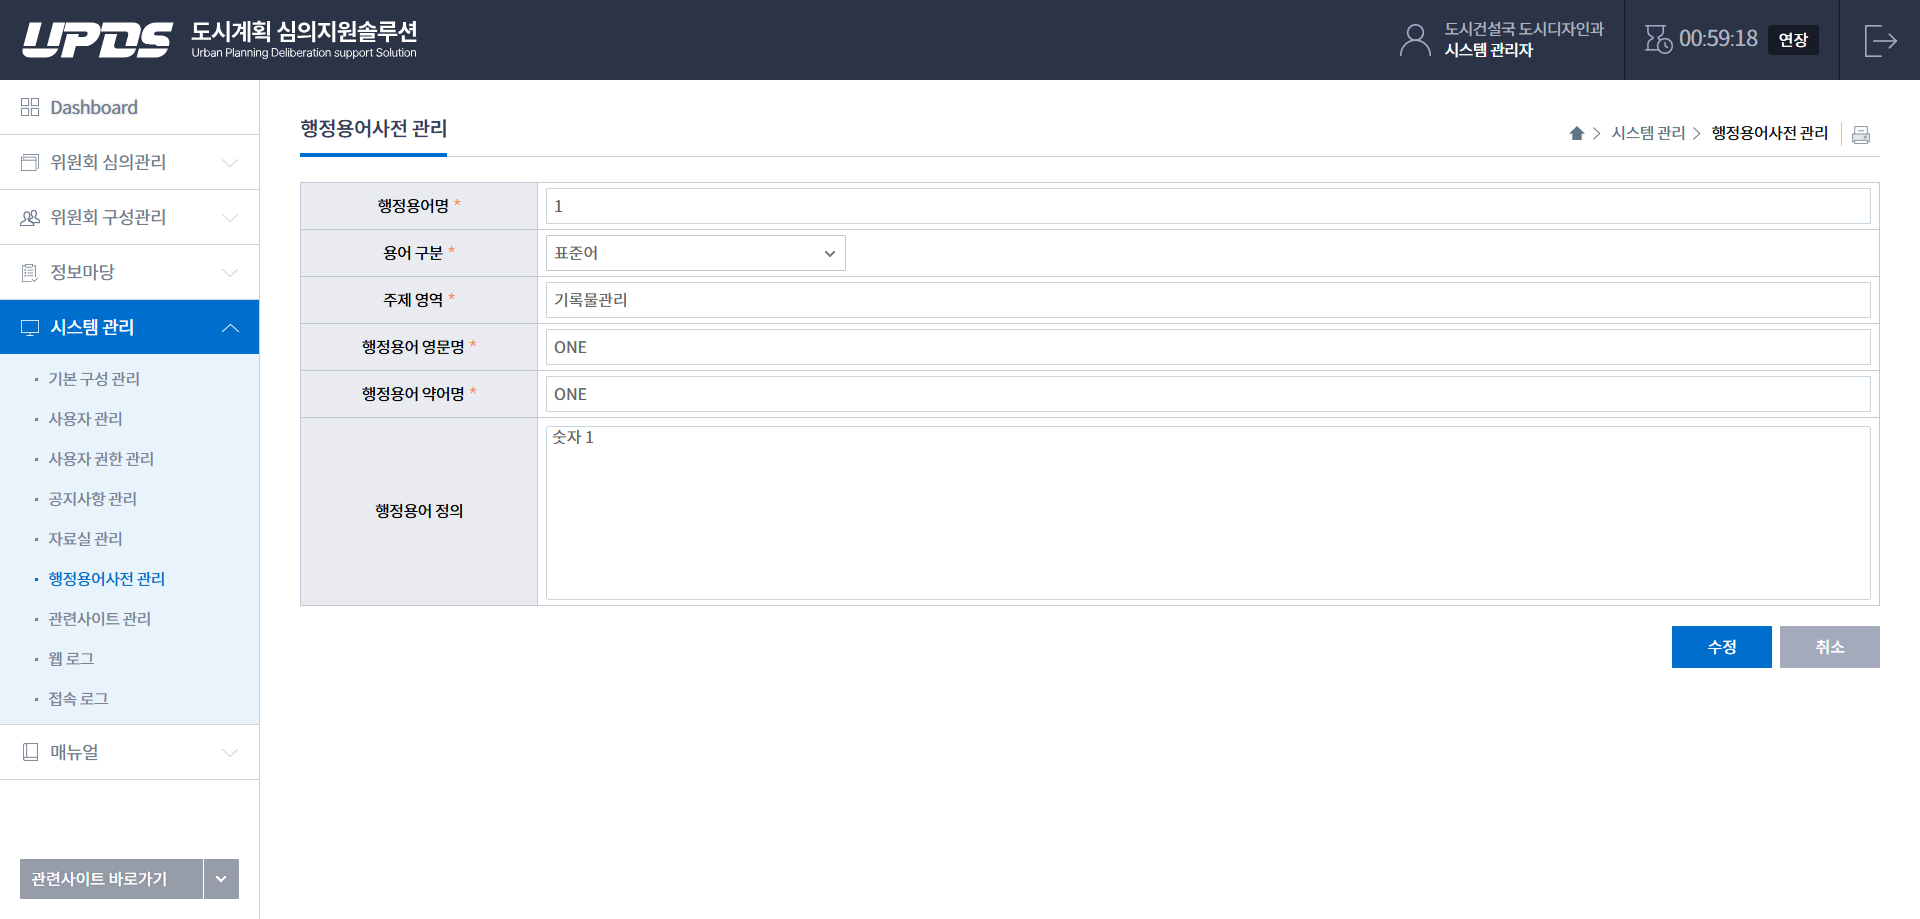 UPDS 도시계획 심의지원솔루션
Urban Planning Deliberation support Solution
도시건설국 도시디자인과
시스템 관리자
00:59:18 연장
Dashboard
위원회 심의관리
위원회 구성관리
정보마당
시스템 관리
기본 구성 관리
사용자 관리
사용자 권한 관리
공지사항 관리
자료실 관리
행정용어사전 관리
관련사이트 관리
웹 로그
접속 로그
매뉴얼
관련사이트 바로가기
행정용어사전 관리
시스템 관리 > 행정용어사전 관리
행정용어명 * 1
용어 구분 * 표준어
주제 영역 * 기록물관리
행정용어 영문명 * ONE
행정용어 약어명 * ONE
행정용어 정의 숫자 1
수정 취소